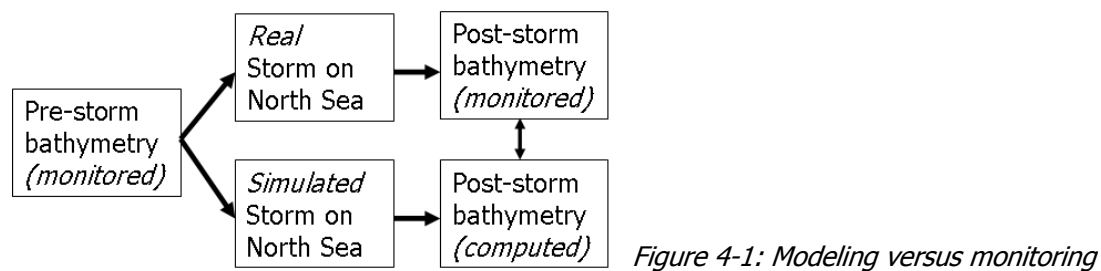 Pre-storm
bathymetry
(monitored)
Real
Storm on
North Sea
Post-storm
bathymetry
(monitored)
Simulated
Storm on
North Sea
Post-storm
bathymetry
(computed)
Figure 4-1: Modeling versus monitoring